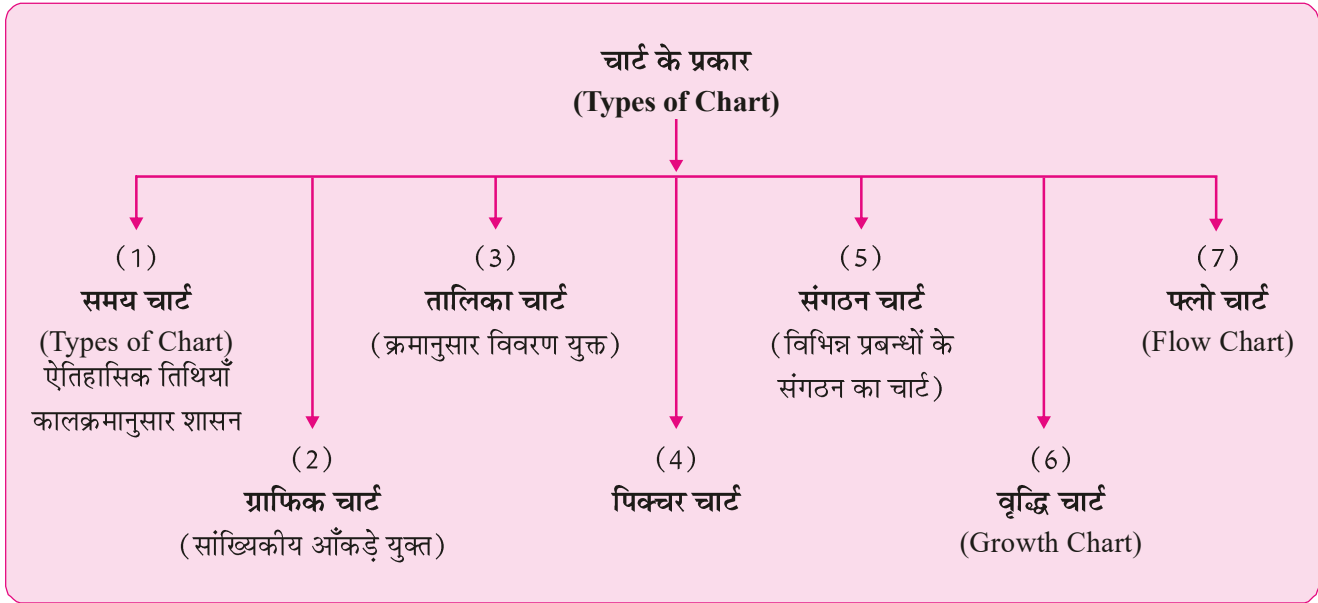 चार्ट के प्रकार
(Types of Chart)
(1)
समय चार्ट
(Types of Chart)
ऐतिहासिक तिथियाँ
कालक्रमानुसार शासन
(2)
ग्राफिक चार्ट
(सांख्यिकीय आँकड़े युक्त)
(3)
तालिका चार्ट
(क्रमानुसार विवरण युक्त)
(4)
पिक्चर चार्ट
(5)
संगठन चार्ट
(विभिन्न प्रबन्धों के
संगठन का चार्ट)
(6)
वृद्धि चार्ट
(Growth Chart)
(7)
फ्लो चार्ट
(Flow Chart)